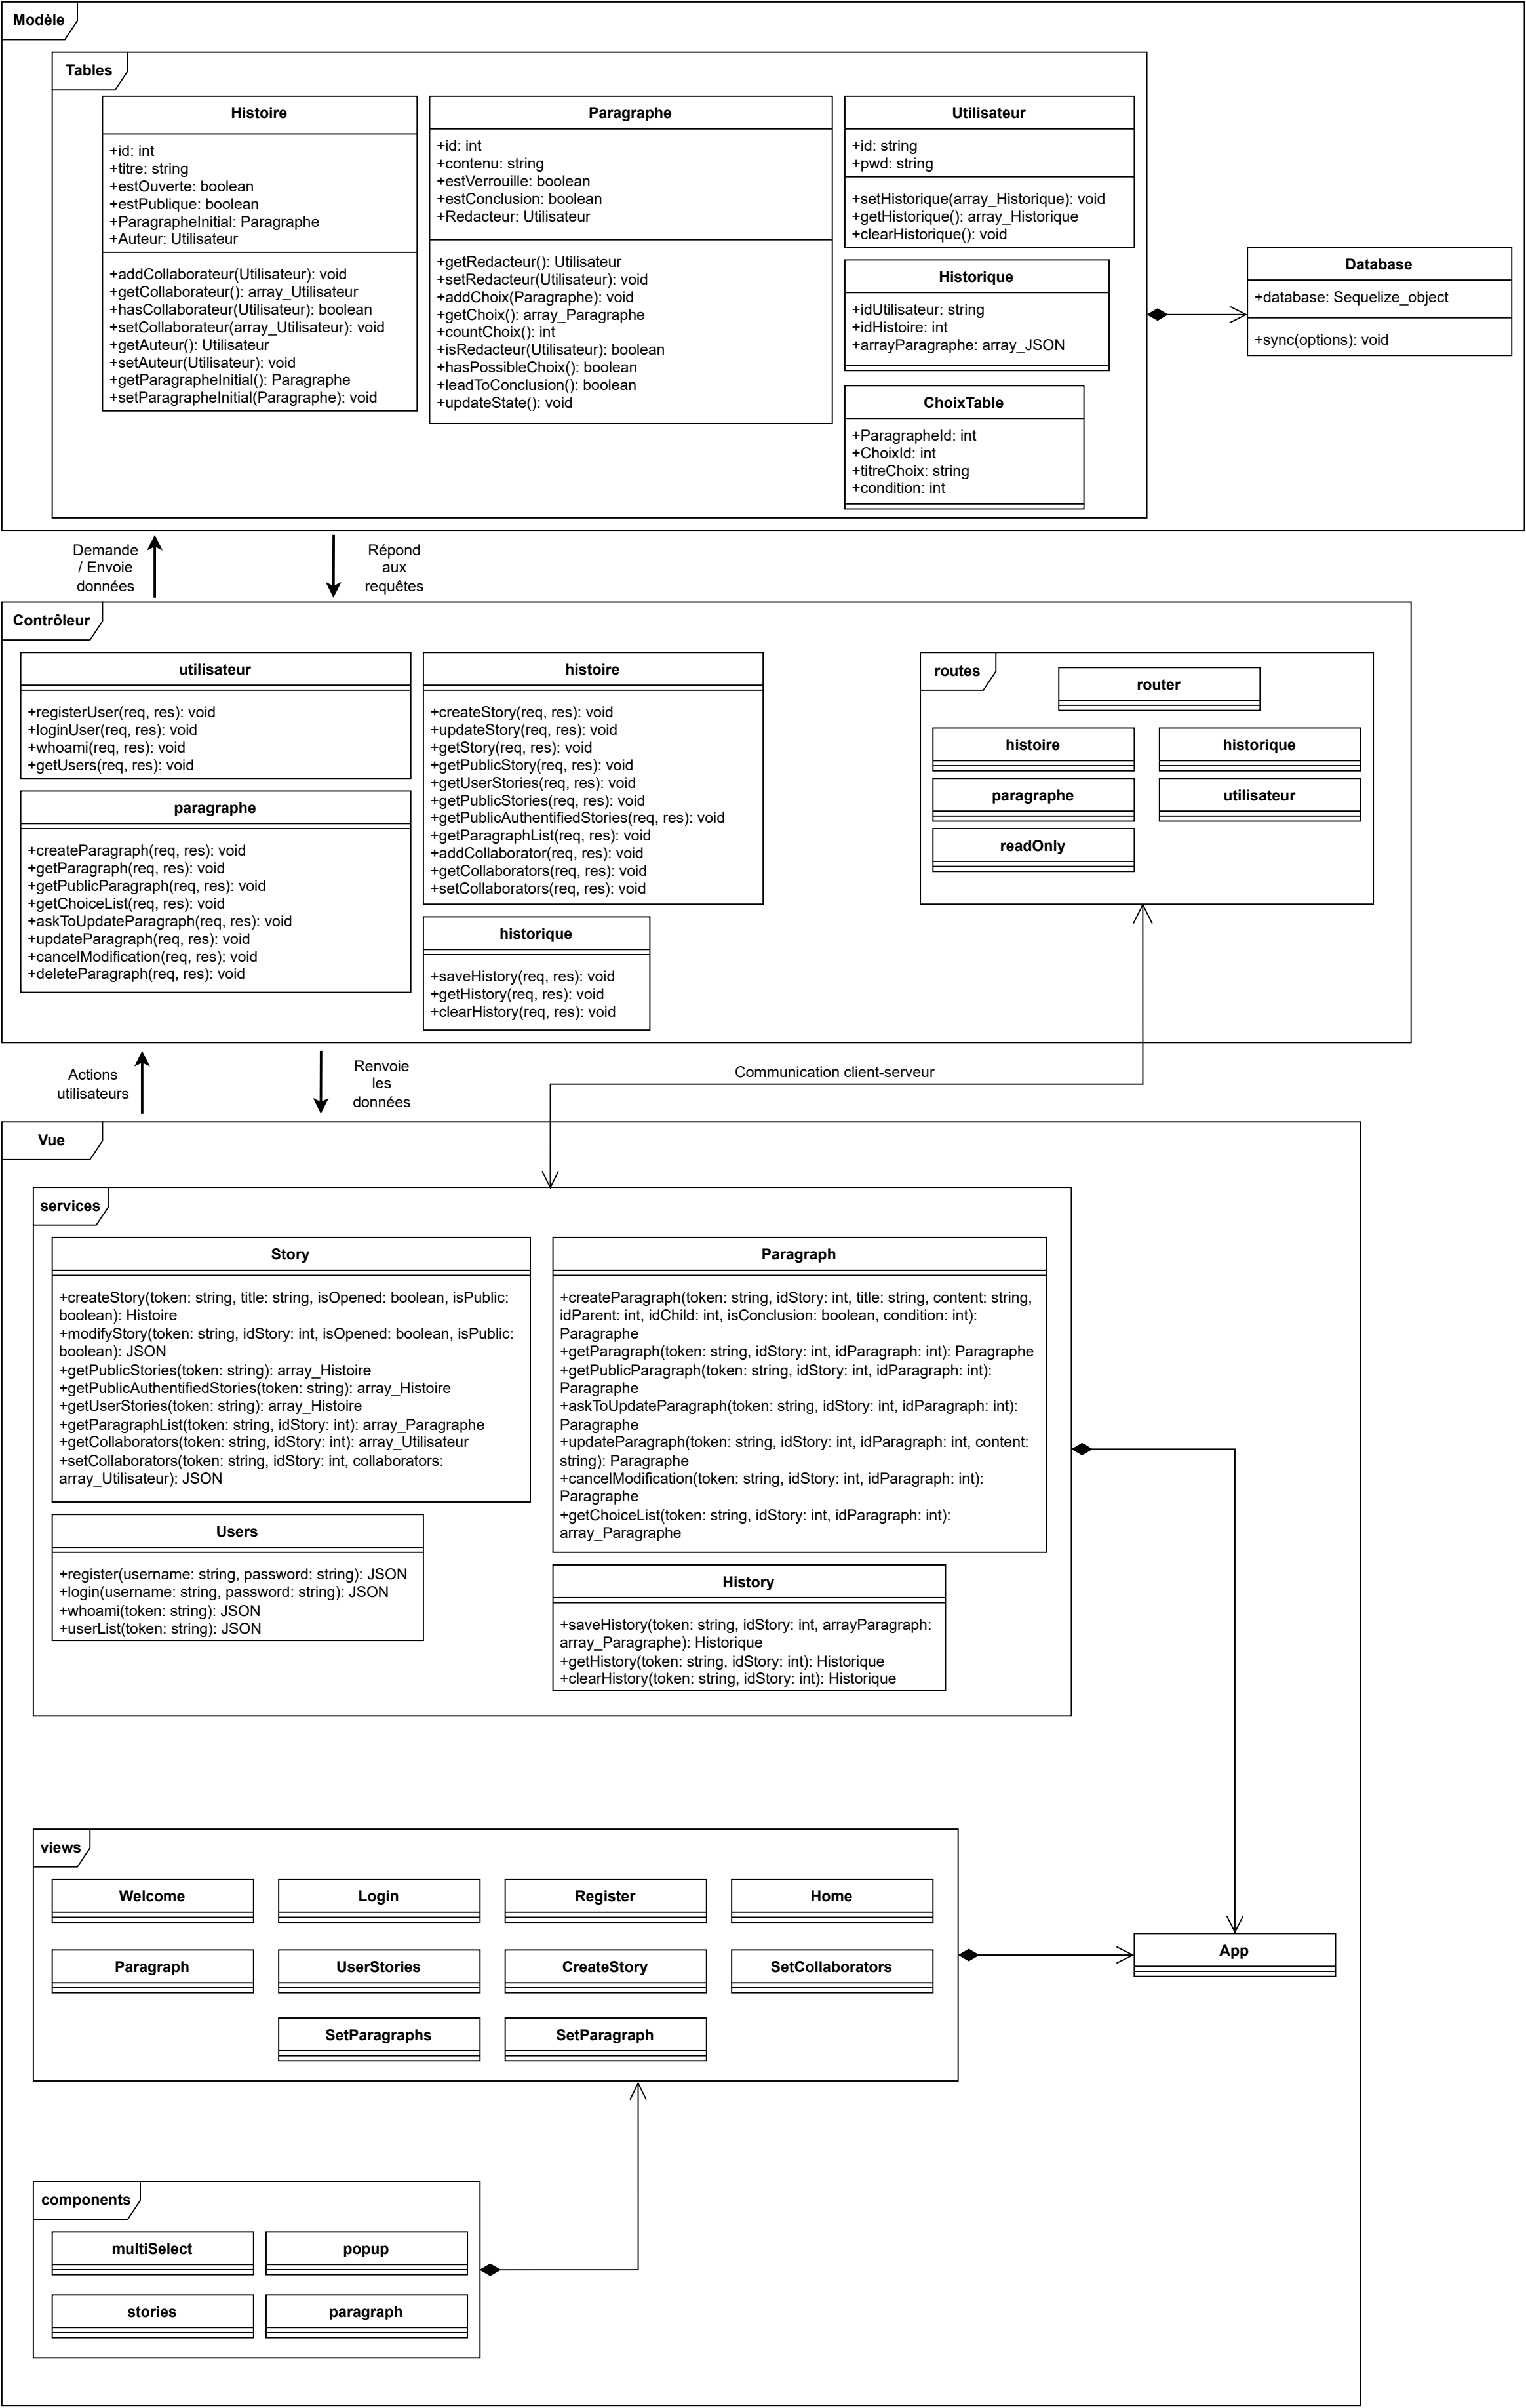 Modèle
Tables
Histoire
+id: int
+titre: string
+estOuverte: boolean
+estPublique: boolean
+ParagrapheInitial: Paragraphe
+Auteur: Utilisateur
+addCollaborateur(Utilisateur): void
+getCollaborateur(): array_Utilisateur
+hasCollaborateur(Utilisateur): boolean
+setCollaborateur(array_Utilisateur): void
+getAuteur(): Utilisateur
+setAuteur(Utilisateur): void
+getParagrapheInitial(): Paragraphe
+setParagrapheInitial(Paragraphe): void
Paragraphe
+id: int
+contenu: string
+estVerrouille: boolean
+estConclusion: boolean
+Redacteur: Utilisateur
+getRedacteur(): Utilisateur
+setRedacteur(Utilisateur): void
+addChoix(Paragraphe): void
+getChoix(): array_Paragraphe
+countChoix(): int
+isRedacteur(Utilisateur): boolean
+hasPossibleChoix(): boolean
+leadToConclusion(): boolean
+updateState(): void
Utilisateur
+id: string
+pwd: string
+setHistorique(array_Historique): void
+getHistorique(): array_Historique
+clearHistorique(): void
Historique
+idUtilisateur: string
+idHistoire: int
+arrayParagraphe: array_JSON
ChoixTable
+ParagrapheId: int
+ChoixId: int
+titreChoix: string
+condition: int
Database
+database: Sequelize_object
+sync(options): void
Demande
/ Envoie
données
Répond
aux
requêtes
Contrôleur
utilisateur
+registerUser(req, res): void
+loginUser(req, res): void
+whoami(req, res): void
+getUsers(req, res): void
paragraphe
+createParagraph(req, res): void
+getParagraph(req, res): void
+getPublicParagraph(req, res): void
+getChoiceList(req, res): void
+askToUpdateParagraph(req, res): void
+updateParagraph(req, res): void
+cancelModification(req, res): void
+deleteParagraph(req, res): void
histoire
+createStory(req, res): void
+updateStory(req, res): void
+getStory(req, res): void
+getPublicStory(req, res): void
+getUserStories(req, res): void
+getPublicStories(req, res): void
+getPublicAuthentifiedStories(req, res): void
+getParagraphList(req, res): void
+addCollaborator(req, res): void
+getCollaborators(req, res): void
+setCollaborators(req, res): void
historique
+saveHistory(req, res): void
+getHistory(req, res): void
+clearHistory(req, res): void
routes
router
histoire
historique
paragraphe
utilisateur
readOnly
Actions
utilisateurs
Renvoie
les
données
Communication client-serveur
Vue
services
Story
+createStory(token: string, title: string, isOpened: boolean, isPublic:
boolean): Histoire
+modifyStory(token: string, idStory: int, isOpened: boolean, isPublic:
boolean): JSON
+getPublicStories(token: string): array_Histoire
+getPublicAuthentifiedStories(token: string): array_Histoire
+getUserStories(token: string): array_Histoire
+getParagraphList(token: string, idStory: int): array_Paragraphe
+getCollaborators(token: string, idStory: int): array_Utilisateur
+setCollaborators(token: string, idStory: int, collaborators:
array_Utilisateur): JSON
Users
+register(username: string, password: string): JSON
+login(username: string, password: string): JSON
+whoami(token: string): JSON
+userList(token: string): JSON
Paragraph
+createParagraph(token: string, idStory: int, title: string, content: string,
idParent: int, idChild: int, isConclusion: boolean, condition: int):
Paragraphe
+getParagraph(token: string, idStory: int, idParagraph: int): Paragraphe
+getPublicParagraph(token: string, idStory: int, idParagraph: int):
Paragraphe
+askToUpdateParagraph(token: string, idStory: int, idParagraph: int):
Paragraphe
+updateParagraph(token: string, idStory: int, idParagraph: int, content:
string): Paragraphe
+cancelModification(token: string, idStory: int, idParagraph: int):
Paragraphe
+getChoiceList(token: string, idStory: int, idParagraph: int):
array_Paragraphe
History
+saveHistory(token: string, idStory: int, arrayParagraph:
array_Paragraphe): Historique
+getHistory(token: string, idStory: int): Historique
+clearHistory(token: string, idStory: int): Historique
views
Welcome
Login
Register
Home
Paragraph
UserStories
CreateStory
SetCollaborators
SetParagraphs
SetParagraph
App
components
multiSelect
popup
stories
paragraph